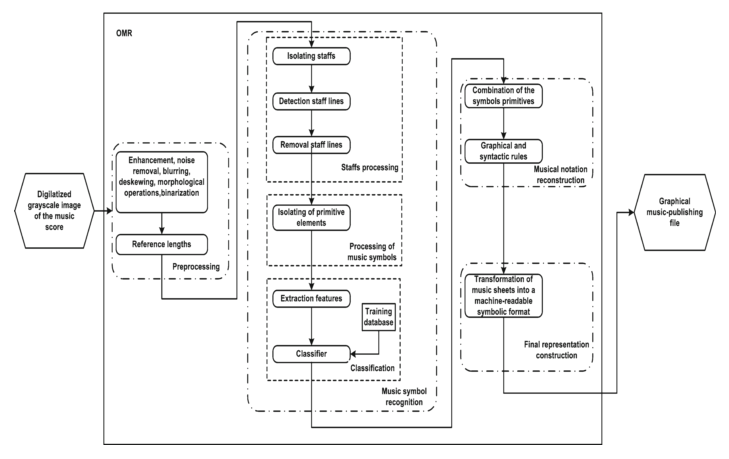 OMR
Digilatized
grayscale image
of the music
score
Enhancement, noise
removal, blurring,
deskewing, morphological
operations,binarization
Reference lengths
Preprocessing
Isolating staffs
Detection staff lines
Removal staff lines
Staffs processing
Isolating of primitive
elements
Processing of
music symbols
Extraction features
Training
database
Classifier
Classification
Music symbol
recognition
Combination of the
symbols primitives
Graphical and
syntactic rules
Musical notation
reconstruction
Transformation of
music sheets into a
machine-readable
symbolic format
Final representation
construction
Graphical
music-publishing
file